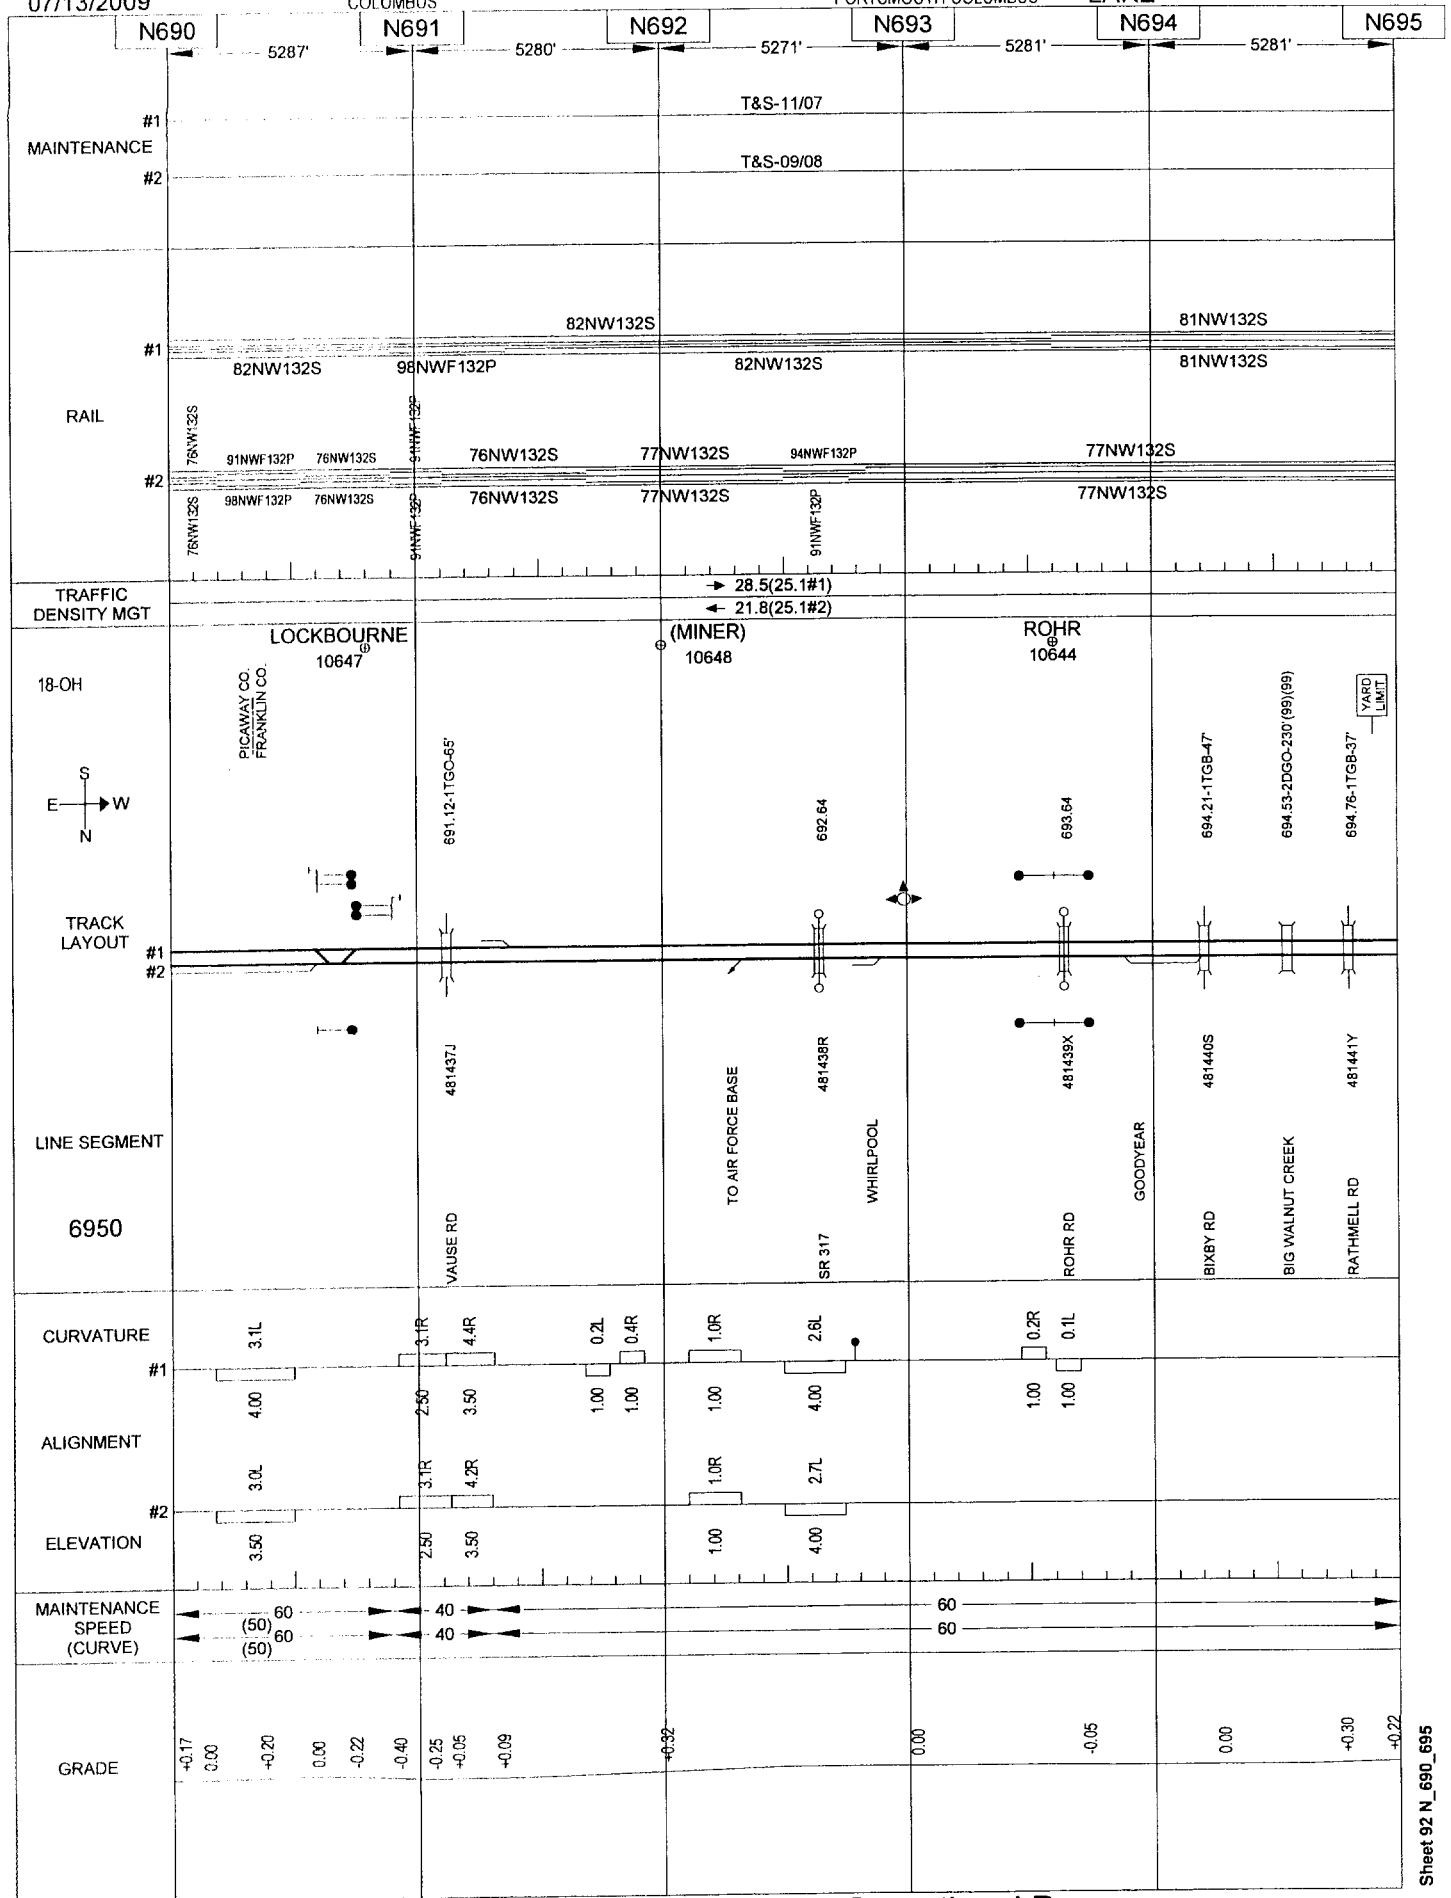 07/13/2009 COLUMBUS
N690 N691 N692 N693 N694 N695
5287' 5280' 5271' 5281' 5281'
T&S-11/07
#1
MAINTENANCE
T&S-09/08
#2
82NW132S 81NW132S
#1
82NW132S 98NWF132P 82NW132S 81NW132S
RAIL
76NW132S 91NWF132P 76NW132S 91NWF132P 76NW132S 77NW132S 94NWF132P 77NW132S
#2
76NW132S 98NWF132P 76NW132S 91NWF132P 76NW132S 77NW132S 91NWF132P 77NW132S
TRAFFIC
DENSITY MGT
28.5(25.1#1)
21.8(25.1#2)
LOCKBOURNE (MINER) ROHR
10647 10648 10644
18-OH
PICAWAY CO.
FRANKLIN CO.
YARD
LIMIT
S
E W
N
691.12-1TGO-65' 692.64 693.64 694.21-1TGB-47' 694.53-2DGO-230'(99)(99) 694.76-1TGB-37'
TRACK
LAYOUT
#1
#2
481437J 481438R 481439X 481440S 481441Y
LINE SEGMENT
6950
VAUSE RD TO AIR FORCE BASE SR 317 WHIRLPOOL ROHR RD GOODYEAR BIXBY RD BIG WALNUT CREEK RATHMELL RD
CURVATURE
3.1L 3.1R 4.4R 0.2L 0.4R 1.0R 2.6L 0.2R 0.1L
#1
4.00 2.50 3.50 1.00 1.00 1.00 4.00 1.00 1.00
ALIGNMENT
3.0L 3.1R 4.2R 1.0R 2.7L
#2
ELEVATION
3.50 2.50 3.50 1.00 4.00
MAINTENANCE
SPEED
(CURVE)
60 40 60
(50)
60 40 60
(50)
GRADE
+0.17 0.00 +0.20 0.00 -0.22 -0.40 -0.25 +0.05 +0.09 +0.32 0.00 -0.05 0.00 +0.30 +0.22
Sheet 92 N_690_695